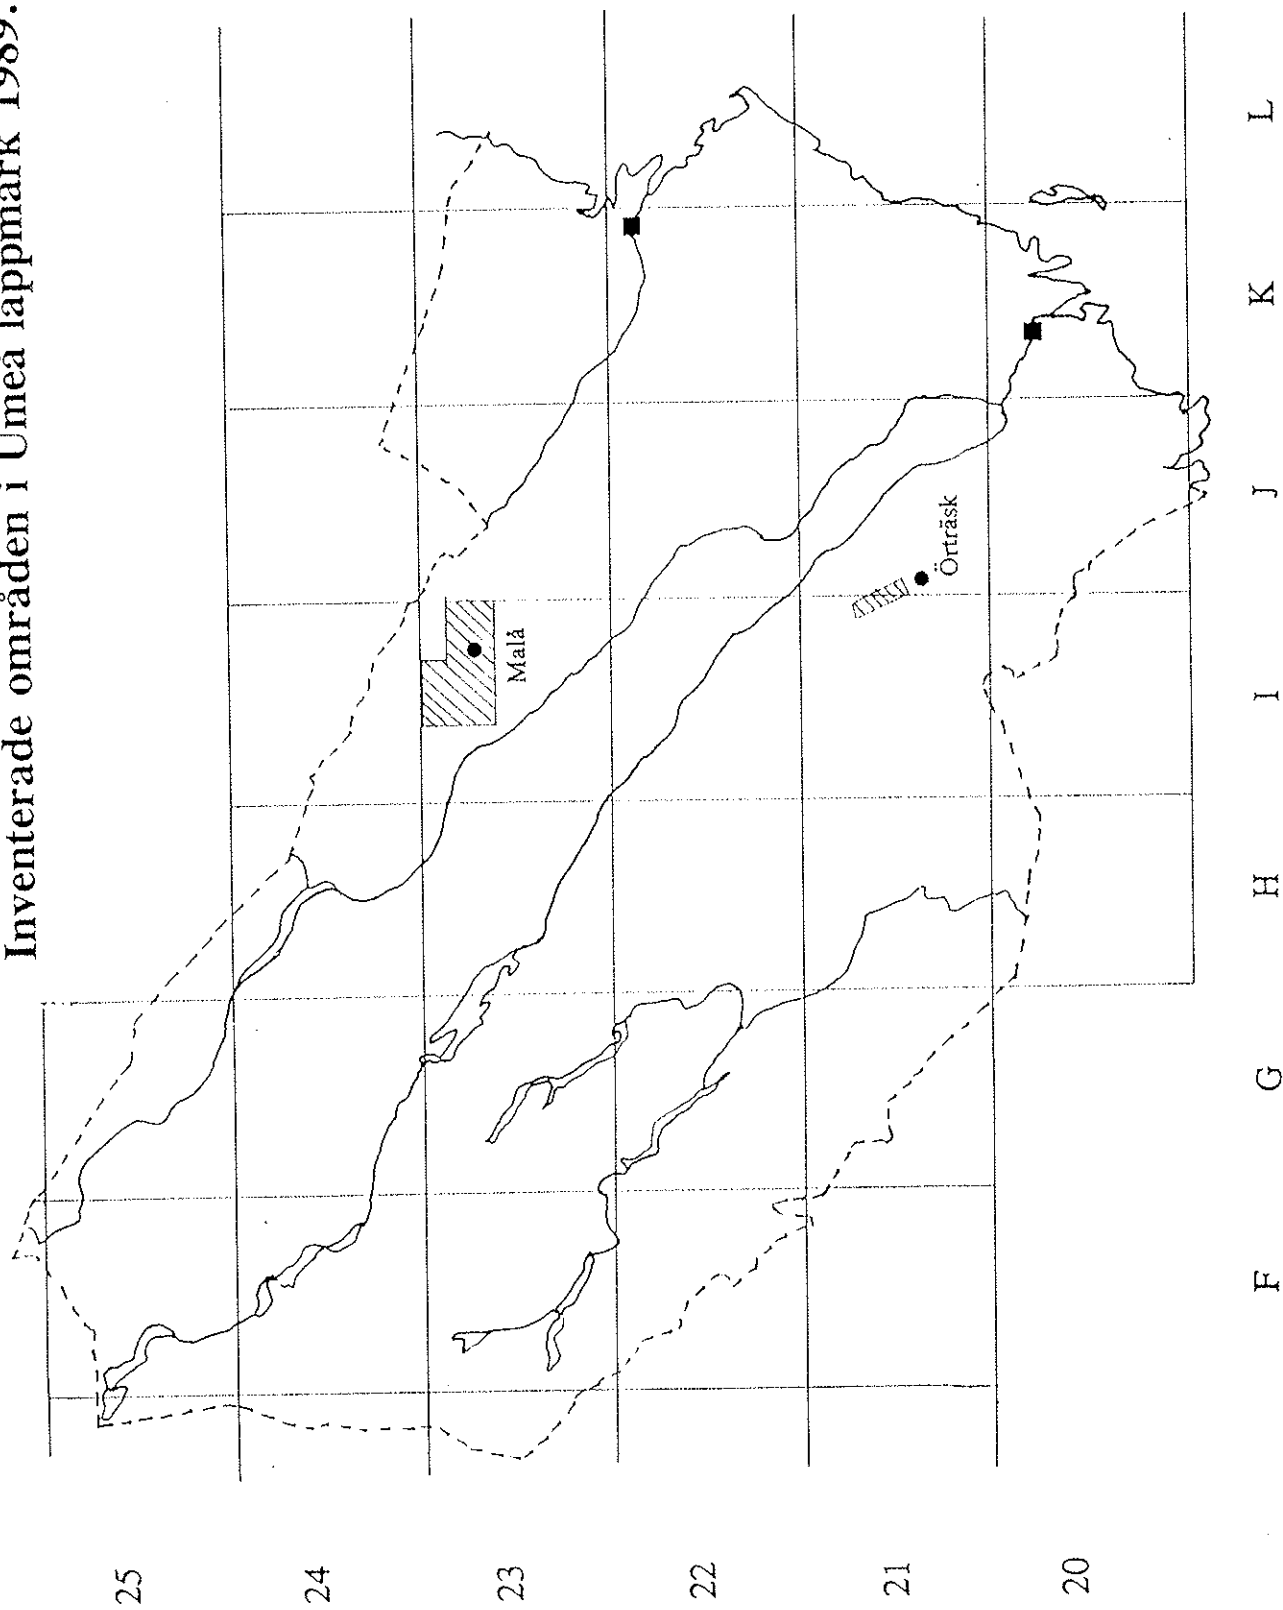 Inventerade områden i Umeå lappmark 1989.
Malå
Örträsk
25
24
23
22
21
20
F
G
H
I
J
K
L